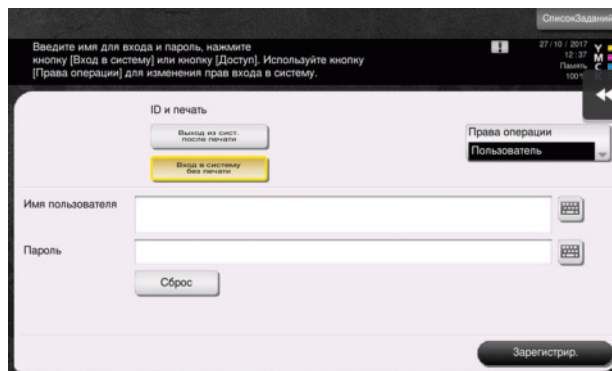 СписокЗаданий
Введите имя для входа и пароль, нажмите
кнопку [Вход в систему] или кнопку [Доступ]. Используйте кнопку
[Права операции] для изменения прав входа в систему.
27/10/2017
12:37
Память
100%
Y
M
C
K
ID и печать
Выход из сист.
после печати
Вход в систему
без печати
Права операции
Пользователь
Имя пользователя
Пароль
Сброс
Зарегистрир.